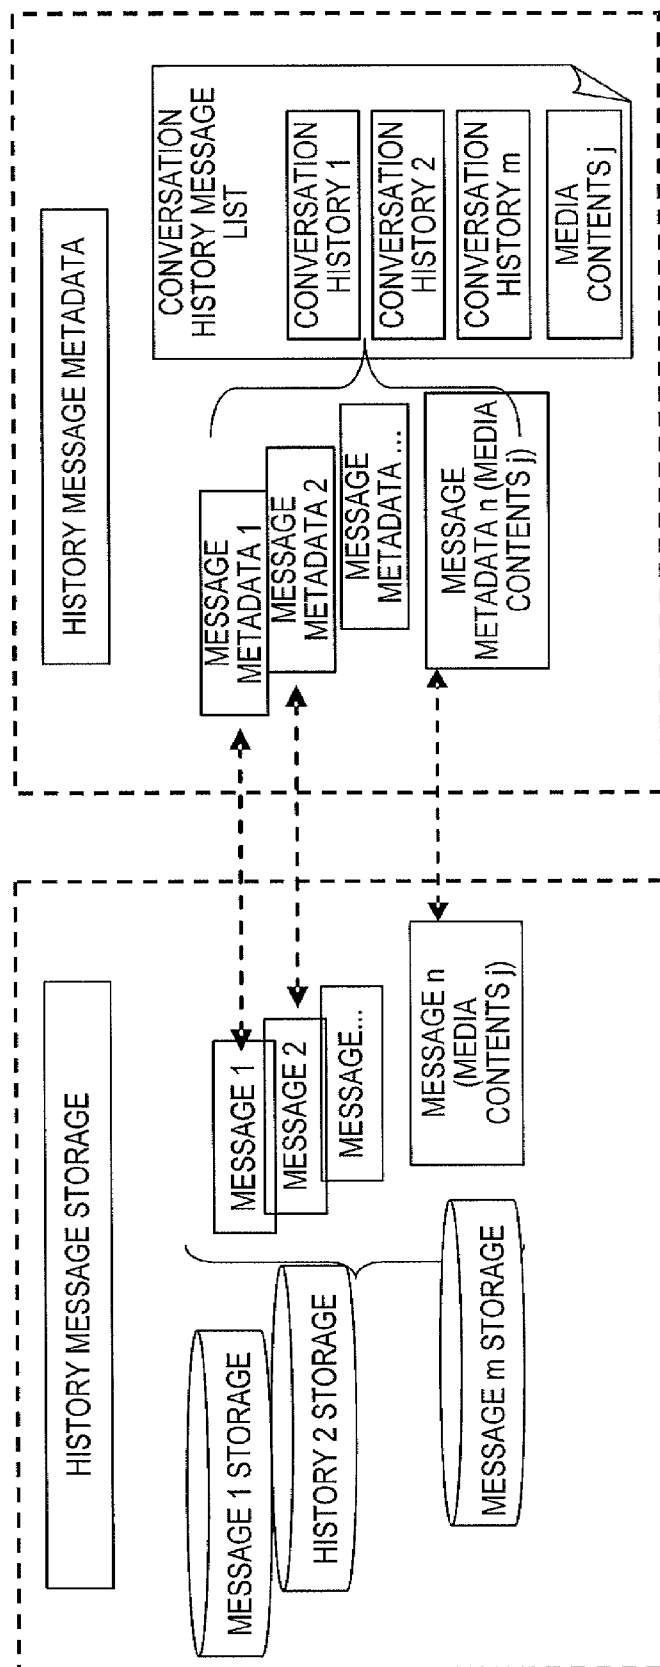 HISTORY MESSAGE STORAGE
MESSAGE 1 STORAGE
HISTORY 2 STORAGE
MESSAGE m STORAGE
MESSAGE 1
MESSAGE 2
MESSAGE...
MESSAGE n
(MEDIA
CONTENTS j)
HISTORY MESSAGE METADATA
MESSAGE
METADATA 1
MESSAGE
METADATA 2
MESSAGE
METADATA ...
MESSAGE
METADATA n (MEDIA
CONTENTS j)
CONVERSATION
HISTORY MESSAGE
LIST
CONVERSATION
HISTORY 1
CONVERSATION
HISTORY 2
CONVERSATION
HISTORY m
MEDIA
CONTENTS j